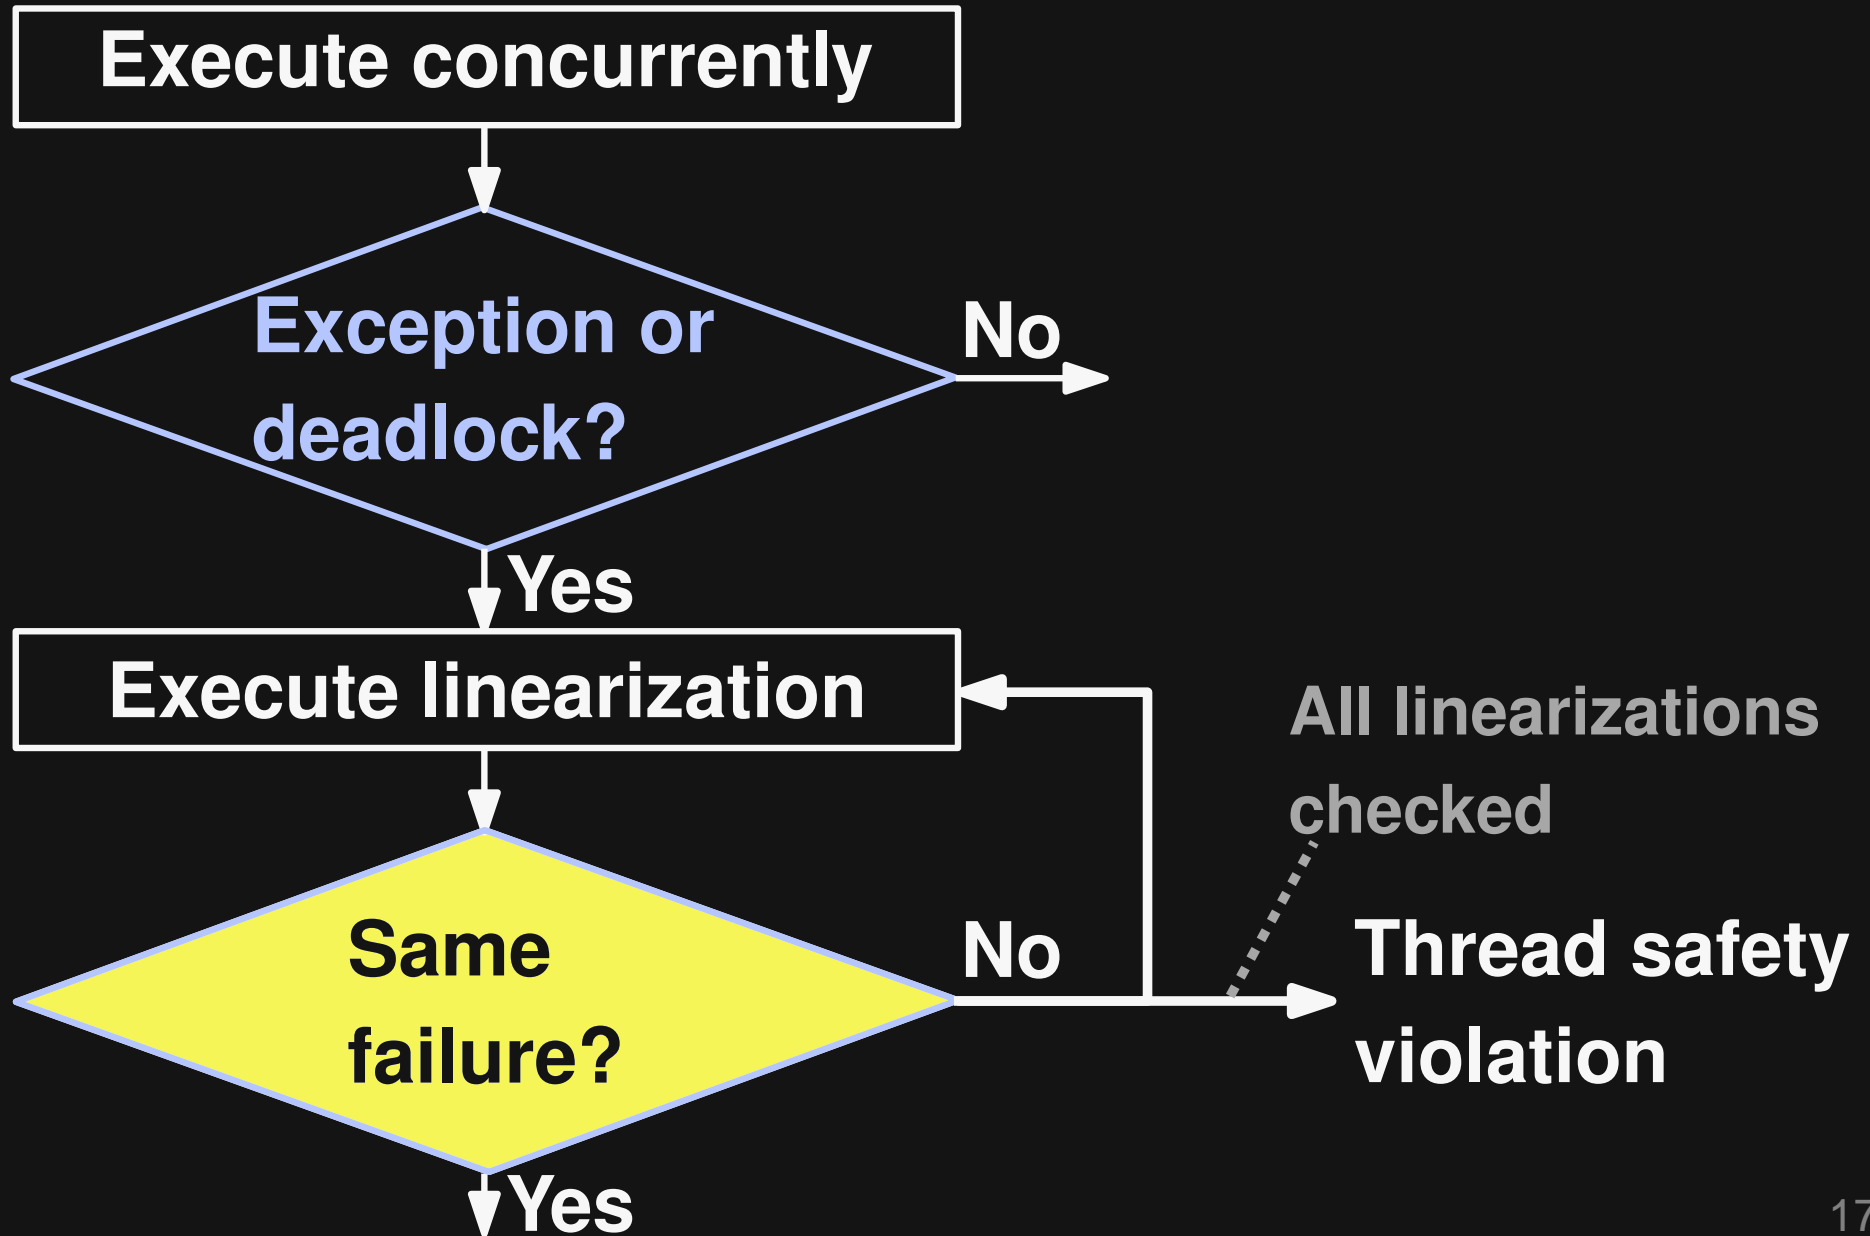 Execute concurrently
Exception or
deadlock?
No
Yes
Execute linearization
All linearizations
checked
Same
failure?
No
Thread safety
violation
Yes
17